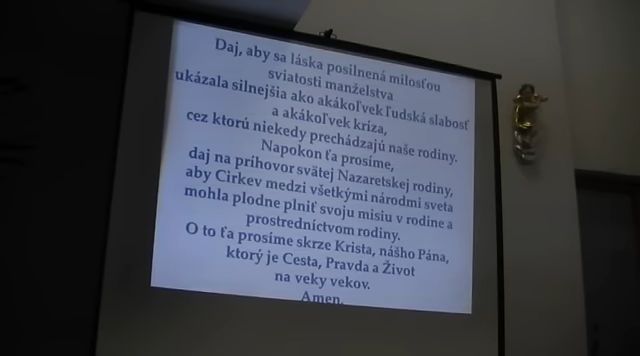 Daj, aby sa láska posilnená milosťou
sviatosti manželstva
ukázala silnejšia ako akákoľvek ľudská slabosť
a akákoľvek kríza,
cez ktorú niekedy prechádzajú naše rodiny.
Napokon ťa prosíme,
daj na príhovor svätej Nazaretskej rodiny,
aby Cirkev medzi všetkými národmi sveta
mohla plodne plniť svoju misiu v rodine a
prostredníctvom rodiny.
O to ťa prosíme skrze Krista, nášho Pána,
ktorý je Cesta, Pravda a Život
na veky vekov.
Amen.